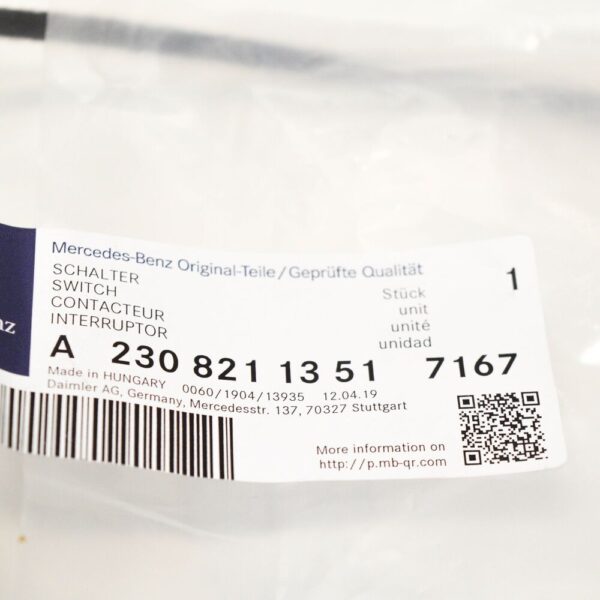 Mercedes-Benz Original-Teile/Geprüfte Qualität
SCHALTER
SWITCH
CONTACTEUR
INTERRUPTOR
Stück
unit
unité
unidad
1
nz
A 230 821 13 51 7167
Made in HUNGARY 0060/1904/13935 12.04.19
Daimler AG, Germany, Mercedesstr. 137, 70327 Stuttgart
More information on
http://p.mb-qr.com